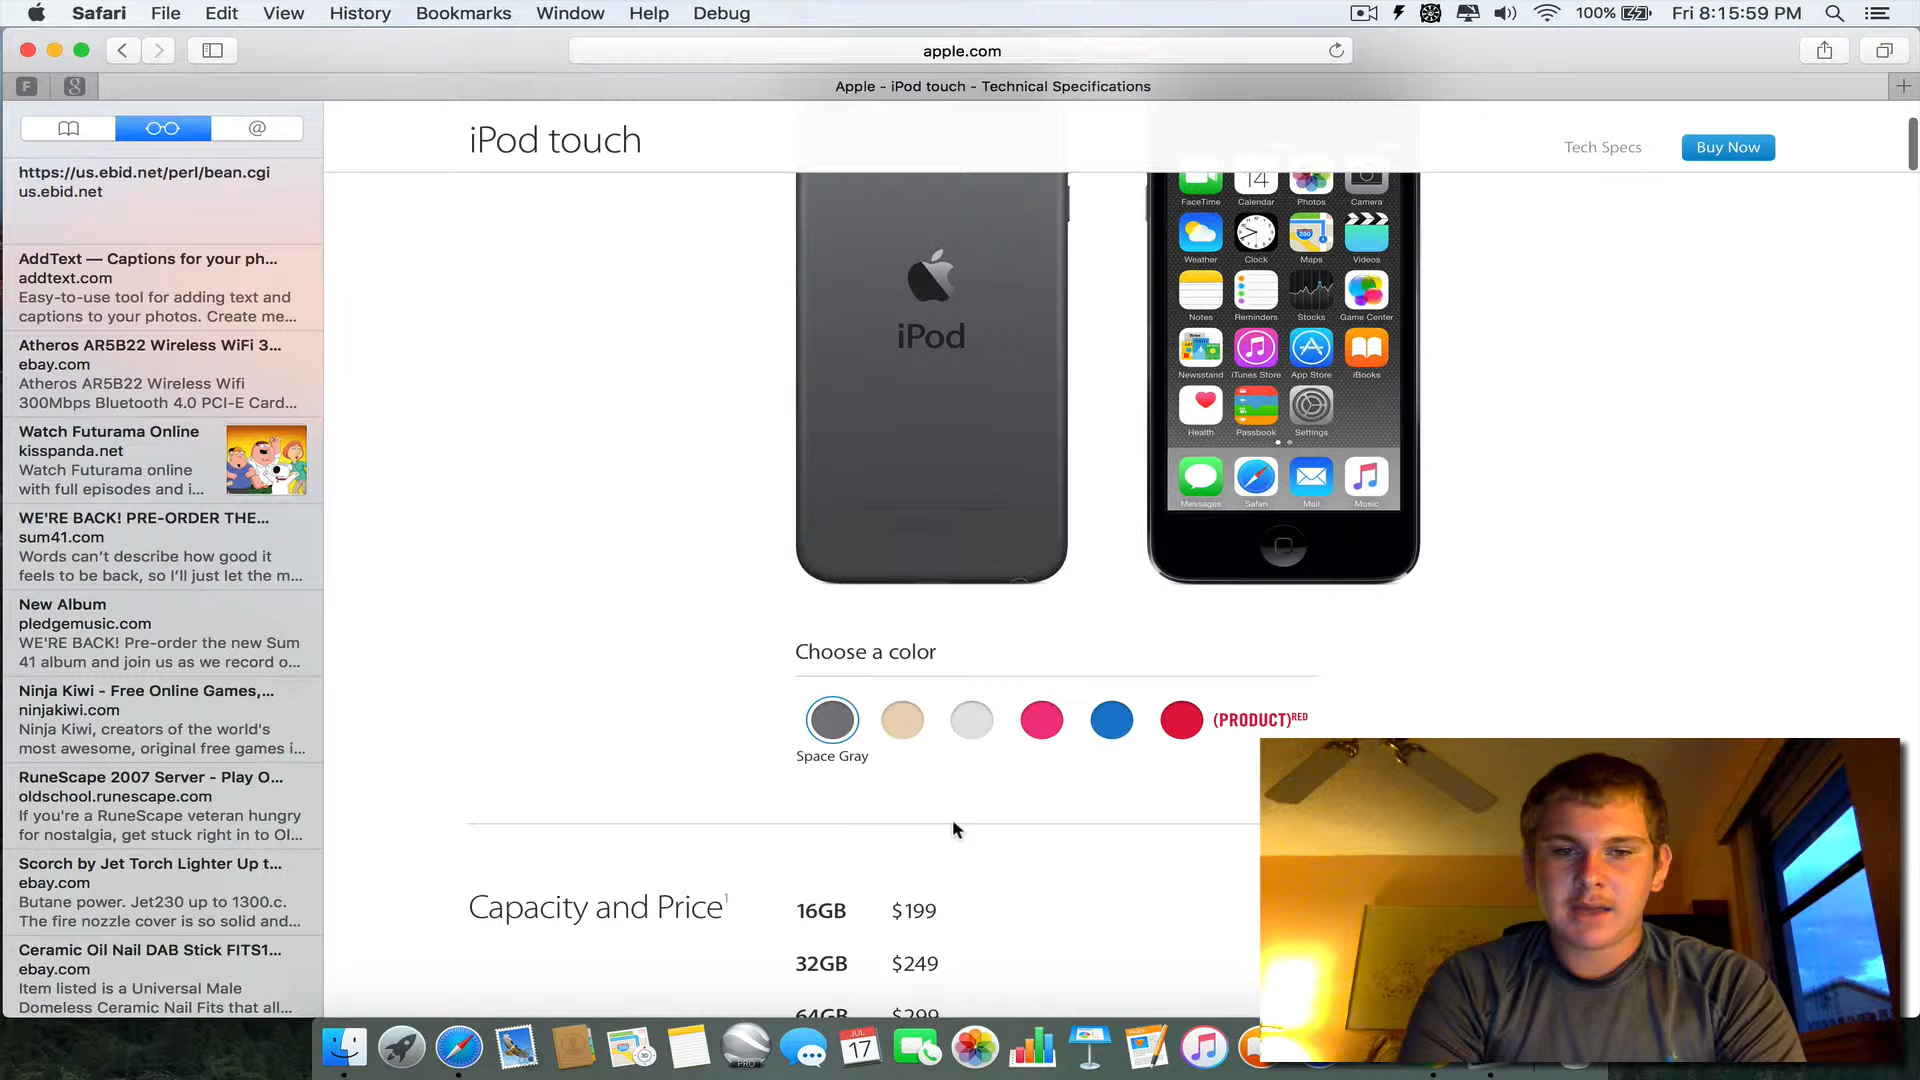 Safari File Edit View History Bookmarks Window Help Debug 100% Fri 8:15:59 PM
apple.com
F 8 Apple - iPod touch - Technical Specifications
@
iPod touch Tech Specs Buy Now
https://us.ebid.net/perl/bean.cgi
us.ebid.net
AddText — Captions for your ph...
addtext.com
Easy-to-use tool for adding text and
captions to your photos. Create me...
Atheros AR5B22 Wireless WiFi 3...
ebay.com
Atheros AR5B22 Wireless Wifi
300Mbps Bluetooth 4.0 PCI-E Card...
Watch Futurama Online
kisspanda.net
Watch Futurama online
with full episodes and i...
WE'RE BACK! PRE-ORDER THE...
sum41.com
Words can’t describe how good it
feels to be back, so I’ll just let the m...
New Album
pledgemusic.com
WE'RE BACK! Pre-order the new Sum
41 album and join us as we record o...
Ninja Kiwi - Free Online Games,...
ninjakiwi.com
Ninja Kiwi, creators of the world's
most awesome, original free games i...
RuneScape 2007 Server - Play O...
oldschool.runescape.com
If you're a RuneScape veteran hungry
for nostalgia, get stuck right in to Ol...
Scorch by Jet Torch Lighter Up t...
ebay.com
Butane power. Jet230 up to 1300.c.
The fire nozzle cover is so solid and...
Ceramic Oil Nail DAB Stick FITS1...
ebay.com
Item listed is a Universal Male
Domeless Ceramic Nail Fits that all...
iPod
14
FaceTime Calendar Photos Camera
280
Weather Clock Maps Videos
Notes Reminders Stocks Game Center
Newsstand iTunes Store App Store iBooks
Health Passbook Settings
Messages Safari Mail Music
Choose a color
(PRODUCT)RED
Space Gray
Capacity and Price1
16GB $199
32GB $249
64GB $299
3D
PRO
JUL
17